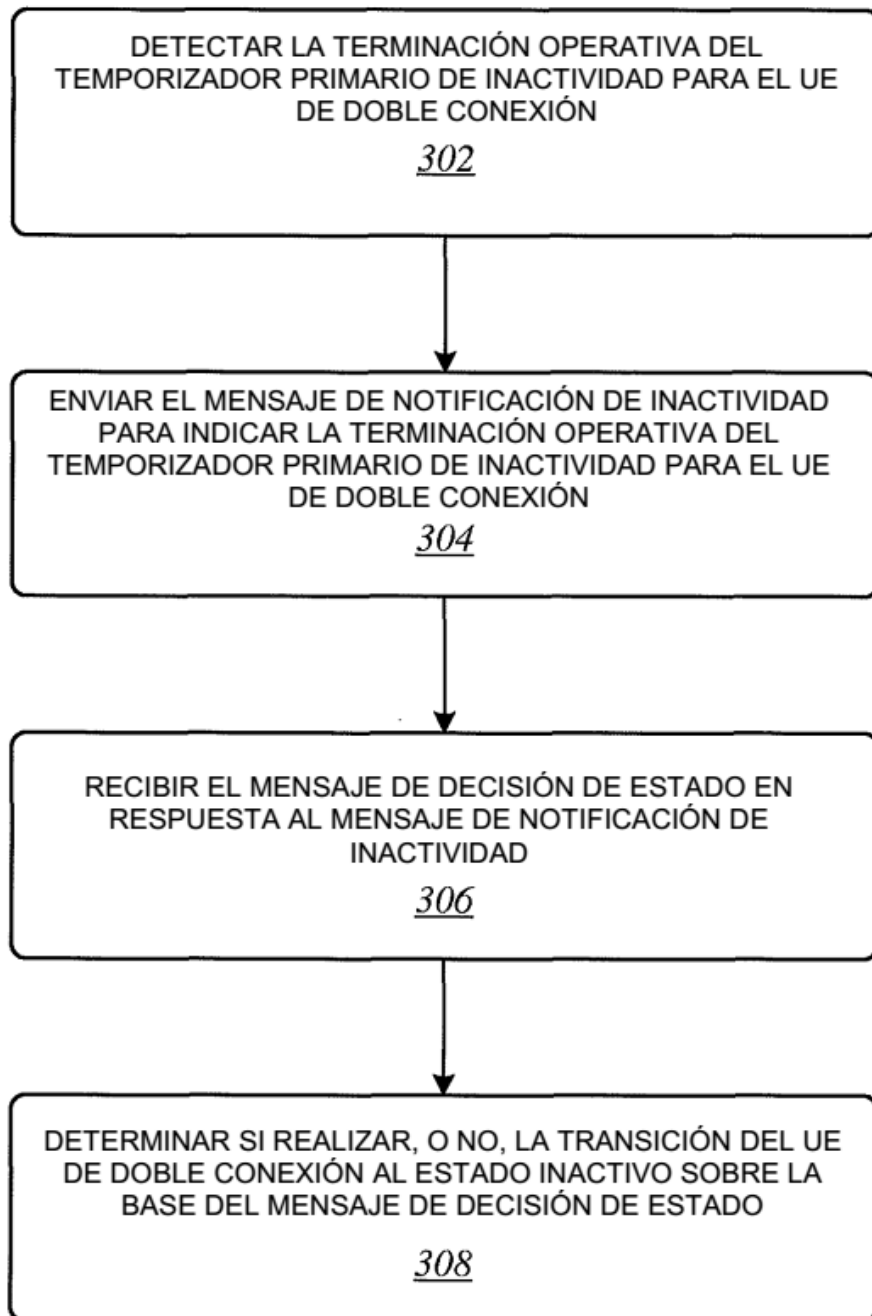 DETECTAR LA TERMINACIÓN OPERATIVA DEL
TEMPORIZADOR PRIMARIO DE INACTIVIDAD PARA EL UE
DE DOBLE CONEXIÓN
302
ENVIAR EL MENSAJE DE NOTIFICACIÓN DE INACTIVIDAD
PARA INDICAR LA TERMINACIÓN OPERATIVA DEL
TEMPORIZADOR PRIMARIO DE INACTIVIDAD PARA EL UE
DE DOBLE CONEXIÓN
304
RECIBIR EL MENSAJE DE DECISIÓN DE ESTADO EN
RESPUESTA AL MENSAJE DE NOTIFICACIÓN DE
INACTIVIDAD
306
DETERMINAR SI REALIZAR, O NO, LA TRANSICIÓN DEL UE
DE DOBLE CONEXIÓN AL ESTADO INACTIVO SOBRE LA
BASE DEL MENSAJE DE DECISIÓN DE ESTADO
308